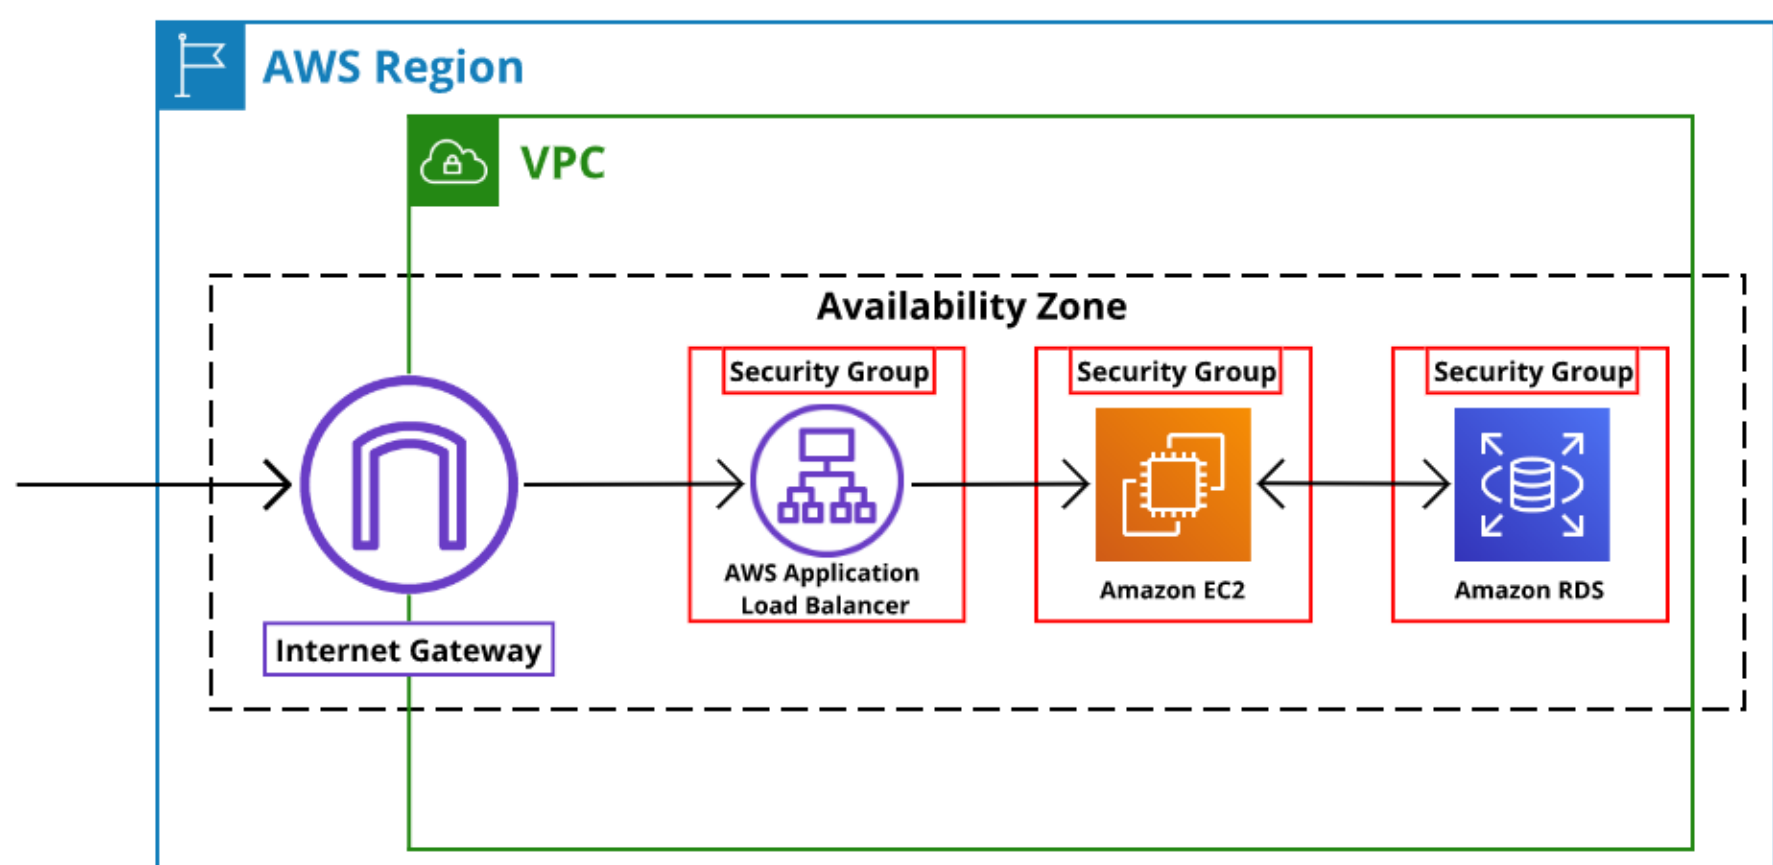 AWS Region
VPC
Availability Zone
Security Group
Security Group
Security Group
AWS Application
Load Balancer
Amazon EC2
Amazon RDS
Internet Gateway